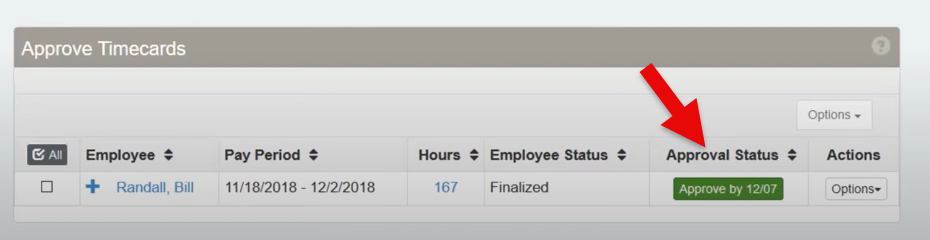 Approve Timecards ?
Options
All Employee Pay Period Hours Employee Status Approval Status Actions
Randall, Bill 11/18/2018 - 12/2/2018 167 Finalized Approve by 12/07 Options